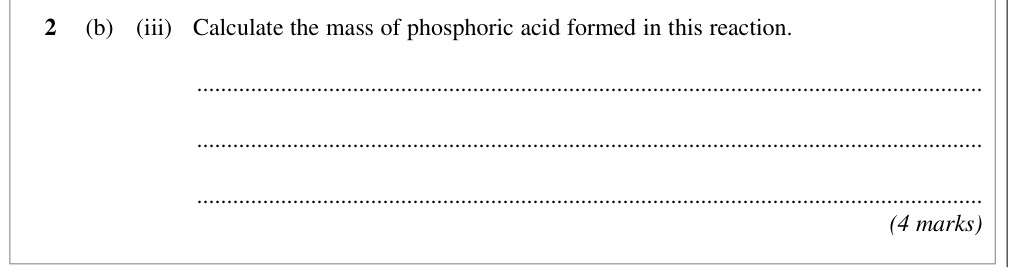 2 (b) (iii) Calculate the mass of phosphoric acid formed in this reaction.
(4 marks)